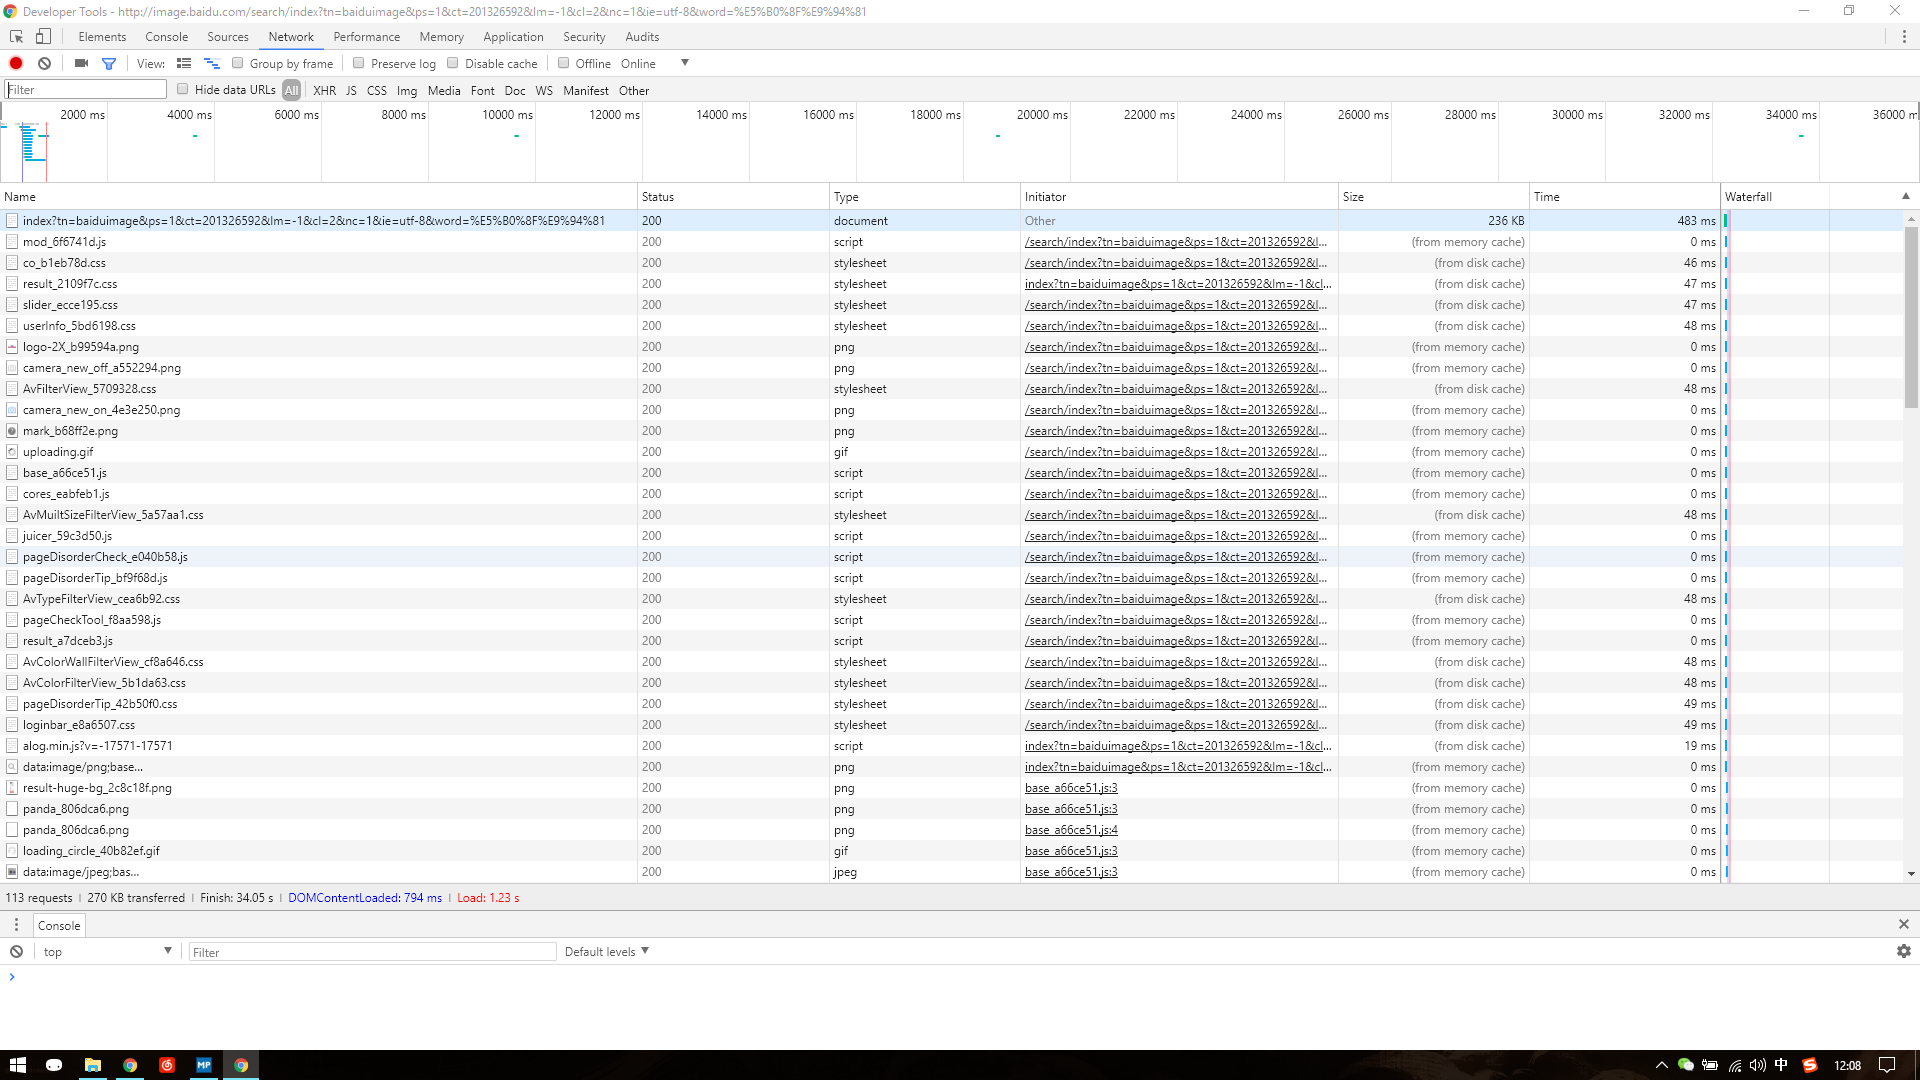 Developer Tools - http://image.baidu.com/search/index?tn=baiduimage&ps=1&ct=201326592&lm=-1&cl=2&nc=1&ie=utf-8&word=%E5%B0%8F%E9%94%81
Elements Console Sources Network Performance Memory Application Security Audits
View: Group by frame Preserve log Disable cache Offline Online
Filter Hide data URLs All XHR JS CSS Img Media Font Doc WS Manifest Other
2000 ms 4000 ms 6000 ms 8000 ms 10000 ms 12000 ms 14000 ms 16000 ms 18000 ms 20000 ms 22000 ms 24000 ms 26000 ms 28000 ms 30000 ms 32000 ms 34000 ms 36000 m
Name Status Type Initiator Size Time Waterfall
index?tn=baiduimage&ps=1&ct=201326592&lm=-1&cl=2&nc=1&ie=utf-8&word=%E5%B0%8F%E9%94%81 200 document Other 236 KB 483 ms
mod_6f6741d.js 200 script /search/index?tn=baiduimage&ps=1&ct=201326592&l... (from memory cache) 0 ms
co_b1eb78d.css 200 stylesheet /search/index?tn=baiduimage&ps=1&ct=201326592&l... (from disk cache) 46 ms
result_2109f7c.css 200 stylesheet index?tn=baiduimage&ps=1&ct=201326592&lm=-1&cl... (from disk cache) 47 ms
slider_ecce195.css 200 stylesheet /search/index?tn=baiduimage&ps=1&ct=201326592&l... (from disk cache) 47 ms
userInfo_5bd6198.css 200 stylesheet /search/index?tn=baiduimage&ps=1&ct=201326592&l... (from disk cache) 48 ms
logo-2X_b99594a.png 200 png /search/index?tn=baiduimage&ps=1&ct=201326592&l... (from memory cache) 0 ms
camera_new_off_a552294.png 200 png /search/index?tn=baiduimage&ps=1&ct=201326592&l... (from memory cache) 0 ms
AvFilterView_5709328.css 200 stylesheet /search/index?tn=baiduimage&ps=1&ct=201326592&l... (from disk cache) 48 ms
camera_new_on_4e3e250.png 200 png /search/index?tn=baiduimage&ps=1&ct=201326592&l... (from memory cache) 0 ms
mark_b68ff2e.png 200 png /search/index?tn=baiduimage&ps=1&ct=201326592&l... (from memory cache) 0 ms
uploading.gif 200 gif /search/index?tn=baiduimage&ps=1&ct=201326592&l... (from memory cache) 0 ms
base_a66ce51.js 200 script /search/index?tn=baiduimage&ps=1&ct=201326592&l... (from memory cache) 0 ms
cores_eabfeb1.js 200 script /search/index?tn=baiduimage&ps=1&ct=201326592&l... (from memory cache) 0 ms
AvMuiltSizeFilterView_5a57aa1.css 200 stylesheet /search/index?tn=baiduimage&ps=1&ct=201326592&l... (from disk cache) 48 ms
juicer_59c3d50.js 200 script /search/index?tn=baiduimage&ps=1&ct=201326592&l... (from memory cache) 0 ms
pageDisorderCheck_e040b58.js 200 script /search/index?tn=baiduimage&ps=1&ct=201326592&l... (from memory cache) 0 ms
pageDisorderTip_bf9f68d.js 200 script /search/index?tn=baiduimage&ps=1&ct=201326592&l... (from memory cache) 0 ms
AvTypeFilterView_cea6b92.css 200 stylesheet /search/index?tn=baiduimage&ps=1&ct=201326592&l... (from disk cache) 48 ms
pageCheckTool_f8aa598.js 200 script /search/index?tn=baiduimage&ps=1&ct=201326592&l... (from memory cache) 0 ms
result_a7dceb3.js 200 script /search/index?tn=baiduimage&ps=1&ct=201326592&l... (from memory cache) 0 ms
AvColorWallFilterView_cf8a646.css 200 stylesheet /search/index?tn=baiduimage&ps=1&ct=201326592&l... (from disk cache) 48 ms
AvColorFilterView_5b1da63.css 200 stylesheet /search/index?tn=baiduimage&ps=1&ct=201326592&l... (from disk cache) 48 ms
pageDisorderTip_42b50f0.css 200 stylesheet /search/index?tn=baiduimage&ps=1&ct=201326592&l... (from disk cache) 49 ms
loginbar_e8a6507.css 200 stylesheet /search/index?tn=baiduimage&ps=1&ct=201326592&l... (from disk cache) 49 ms
alog.min.js?v=-17571-17571 200 script index?tn=baiduimage&ps=1&ct=201326592&lm=-1&cl... (from disk cache) 19 ms
data:image/png;base... 200 png index?tn=baiduimage&ps=1&ct=201326592&lm=-1&cl... (from memory cache) 0 ms
result-huge-bg_2c8c18f.png 200 png base_a66ce51.js:3 (from memory cache) 0 ms
panda_806dca6.png 200 png base_a66ce51.js:3 (from memory cache) 0 ms
panda_806dca6.png 200 png base_a66ce51.js:4 (from memory cache) 0 ms
loading_circle_40b82ef.gif 200 gif base_a66ce51.js:3 (from memory cache) 0 ms
data:image/jpeg;bas... 200 jpeg base_a66ce51.js:3 (from memory cache) 0 ms
113 requests | 270 KB transferred | Finish: 34.05 s | DOMContentLoaded: 794 ms | Load: 1.23 s
Console
top Filter Default levels
MP 中 S 12:08